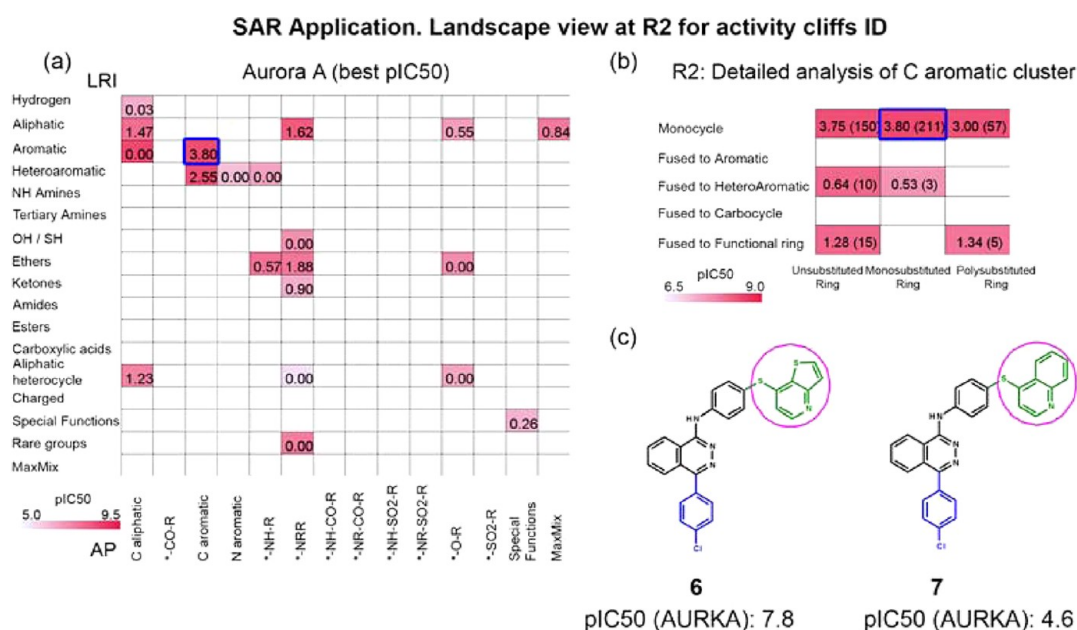 SAR Application. Landscape view at R2 for activity cliffs ID
(a)
LRI
Aurora A (best pIC50)
Hydrogen
0.03
Aliphatic
1.47 1.62 0.55 0.84
Aromatic
0.00 3.80
Heteroaromatic
2.55 0.00 0.00
NH Amines
Tertiary Amines
OH / SH
0.00
Ethers
0.57 1.88 0.00
Ketones
0.90
Amides
Esters
Carboxylic acids
Aliphatic
heterocycle
1.23 0.00 0.00
Charged
Special Functions
0.26
Rare groups
0.00
MaxMix
pIC50
5.0 9.5
AP
C aliphatic
*-CO-R
C aromatic
N aromatic
*-NH-R
*-NRR
*-NH-CO-R
*-NR-CO-R
*-NH-SO2-R
*-NR-SO2-R
*-O-R
*-SO2-R
Special
Functions
MaxMix
(b)
R2: Detailed analysis of C aromatic cluster
Monocycle
3.75 (150) 3.80 (211) 3.00 (57)
Fused to Aromatic
Fused to HeteroAromatic
0.64 (10) 0.53 (3)
Fused to Carbocycle
Fused to Functional ring
1.28 (15) 1.34 (5)
Unsubstituted Monosubstituted Polysubstituted
Ring Ring Ring
pIC50
6.5 9.0
(c)
S
S
N
HN
N
N
Cl
6
pIC50 (AURKA): 7.8
S
N
HN
N
N
Cl
7
pIC50 (AURKA): 4.6